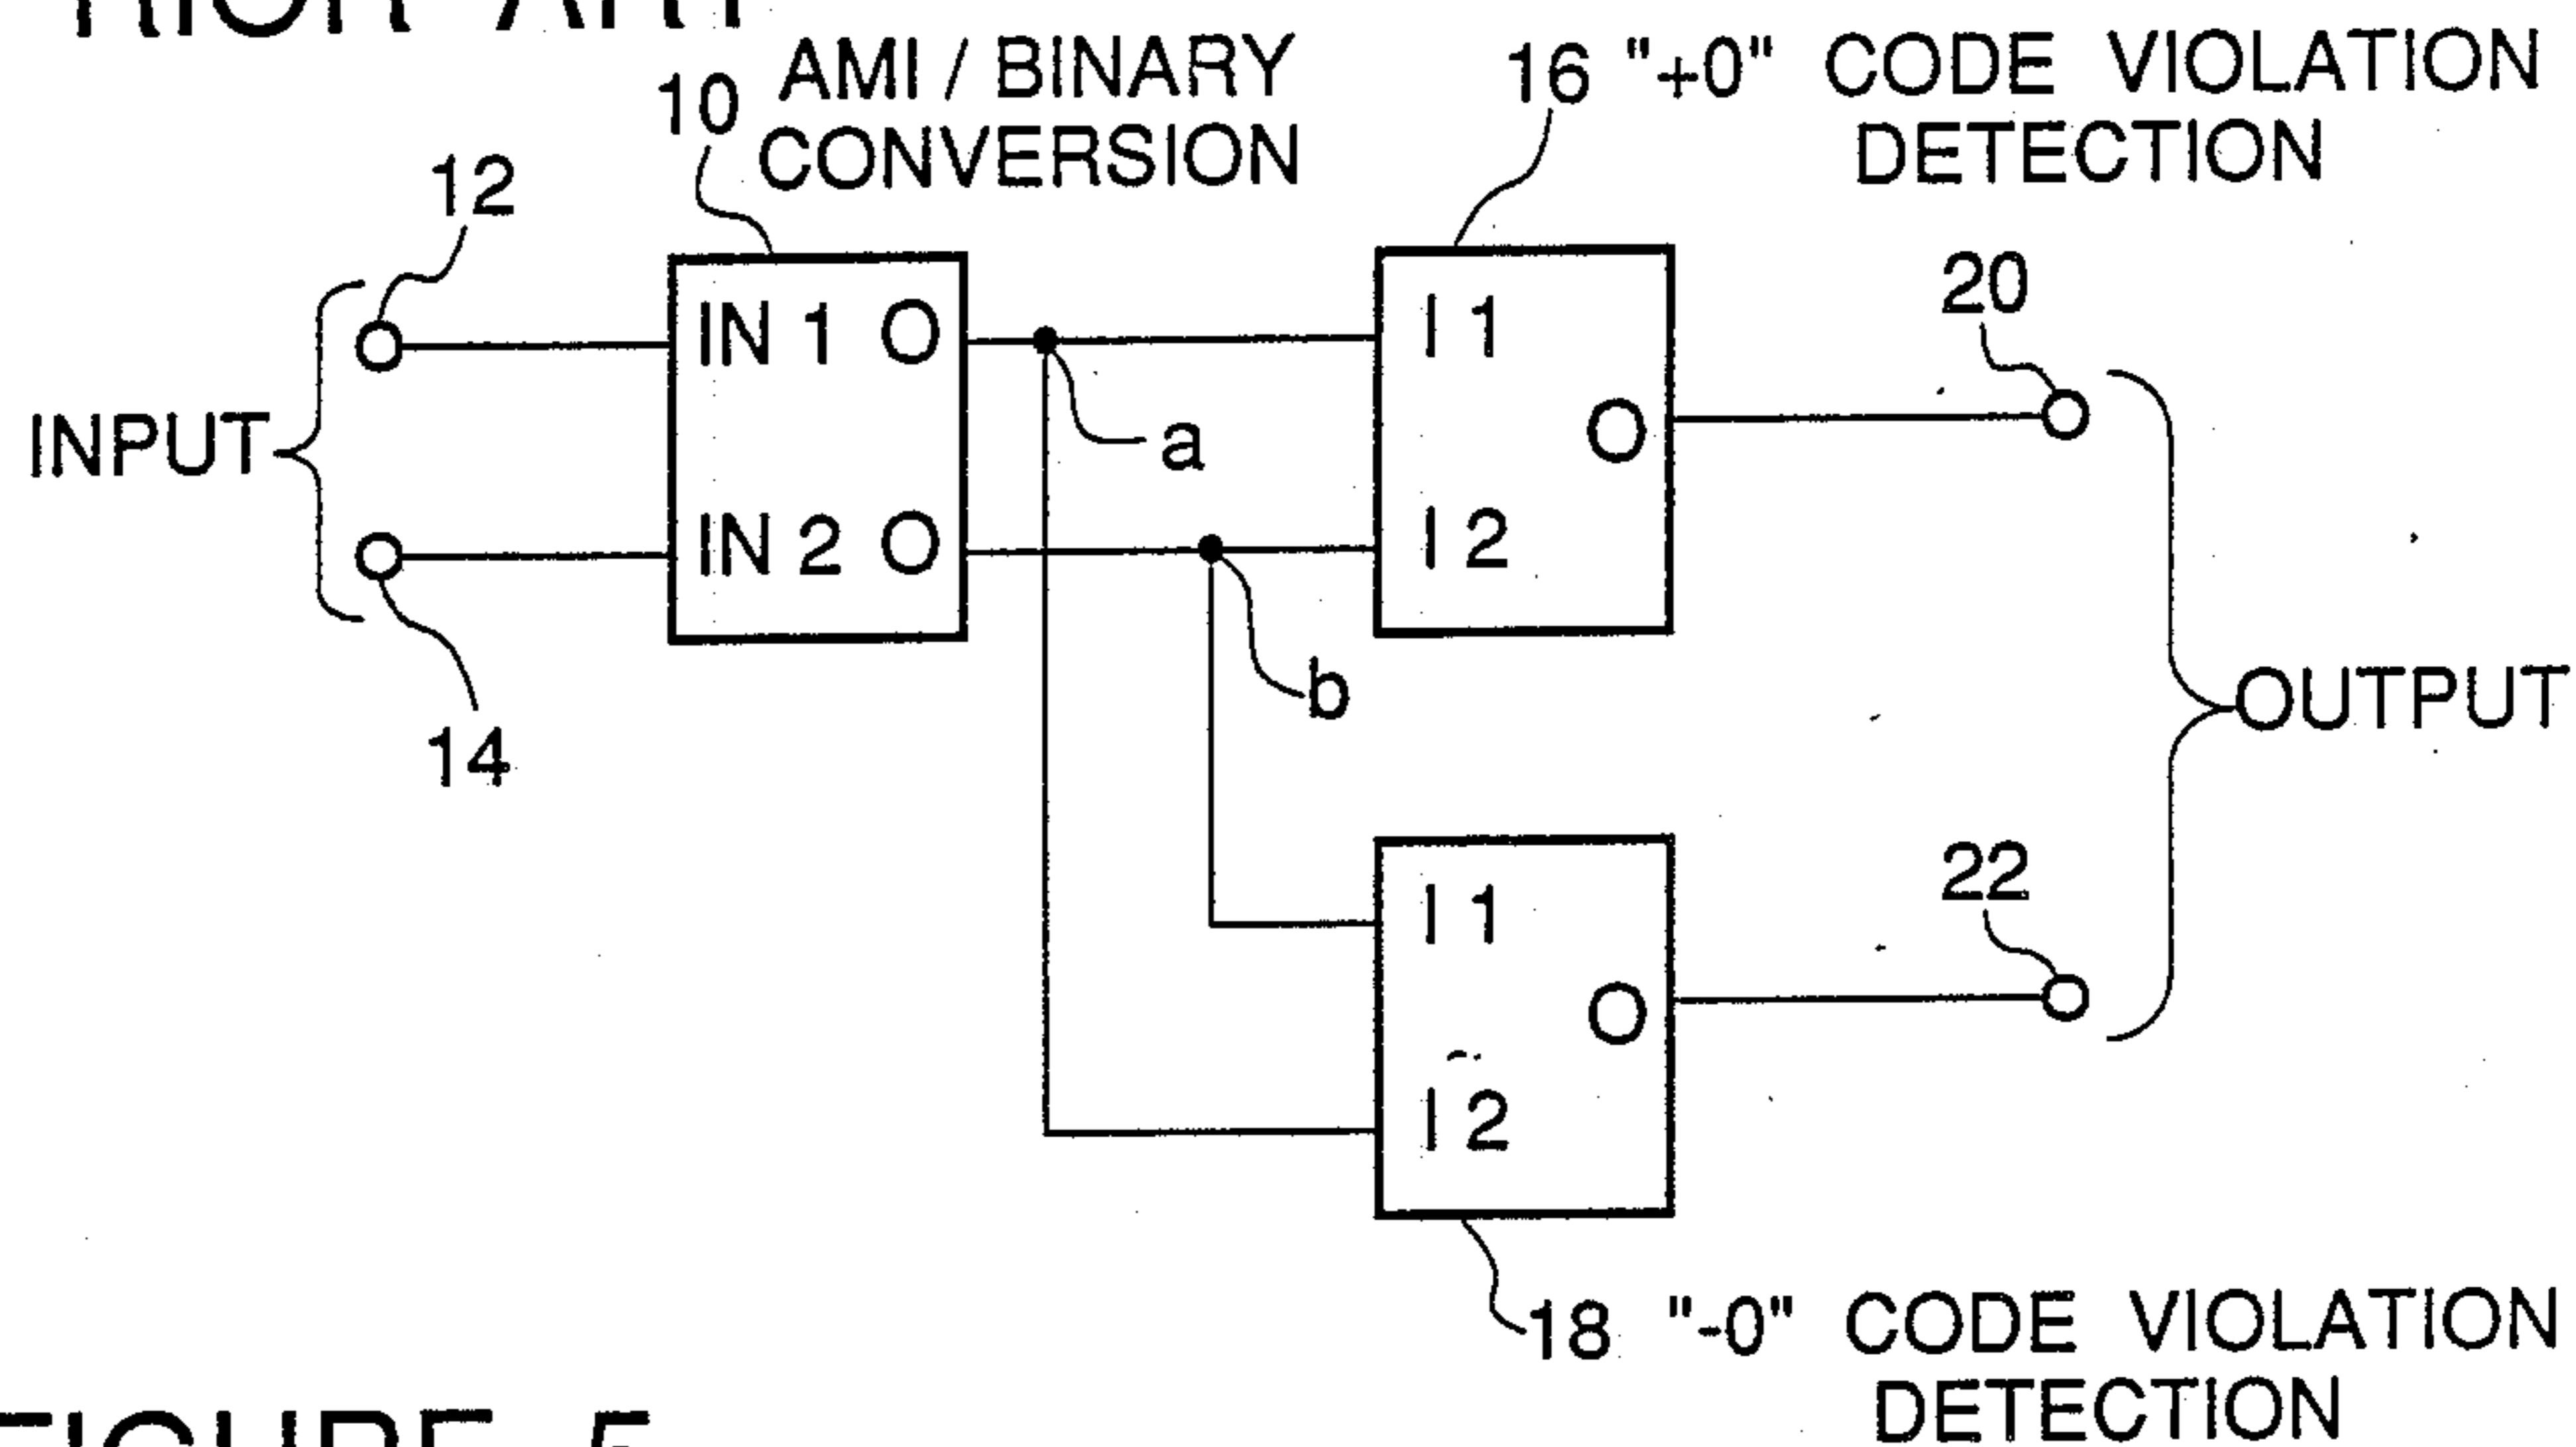 10 AMI / BINARY
CONVERSION
16 "+0" CODE VIOLATION
DETECTION
12
INPUT
IN 1 O
IN 2 O
14
a
b
I 1
O
I 2
20
OUTPUT
I 1
O
I 2
22
18 "-0" CODE VIOLATION
DETECTION